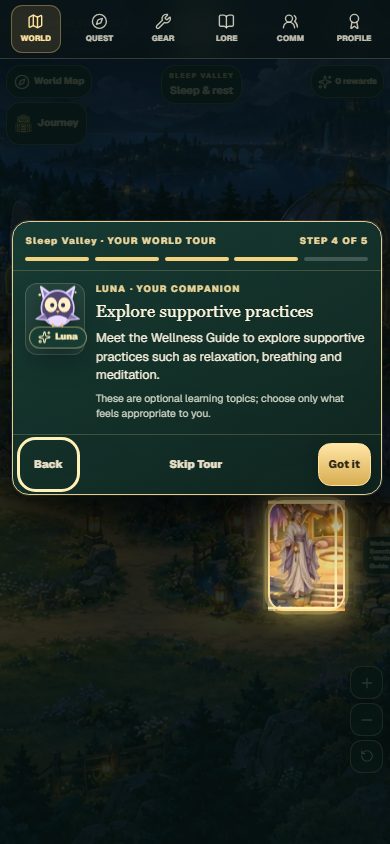 WORLD
QUEST
GEAR
LORE
COMM
PROFILE
World Map
SLEEP VALLEY
Sleep & rest
0 rewards
Journey
Sleep Valley · YOUR WORLD TOUR
STEP 4 OF 5
LUNA · YOUR COMPANION
Explore supportive practices
Luna
Meet the Wellness Guide to explore supportive
practices such as relaxation, breathing and
meditation.
These are optional learning topics; choose only what
feels appropriate to you.
Back
Skip Tour
Got it